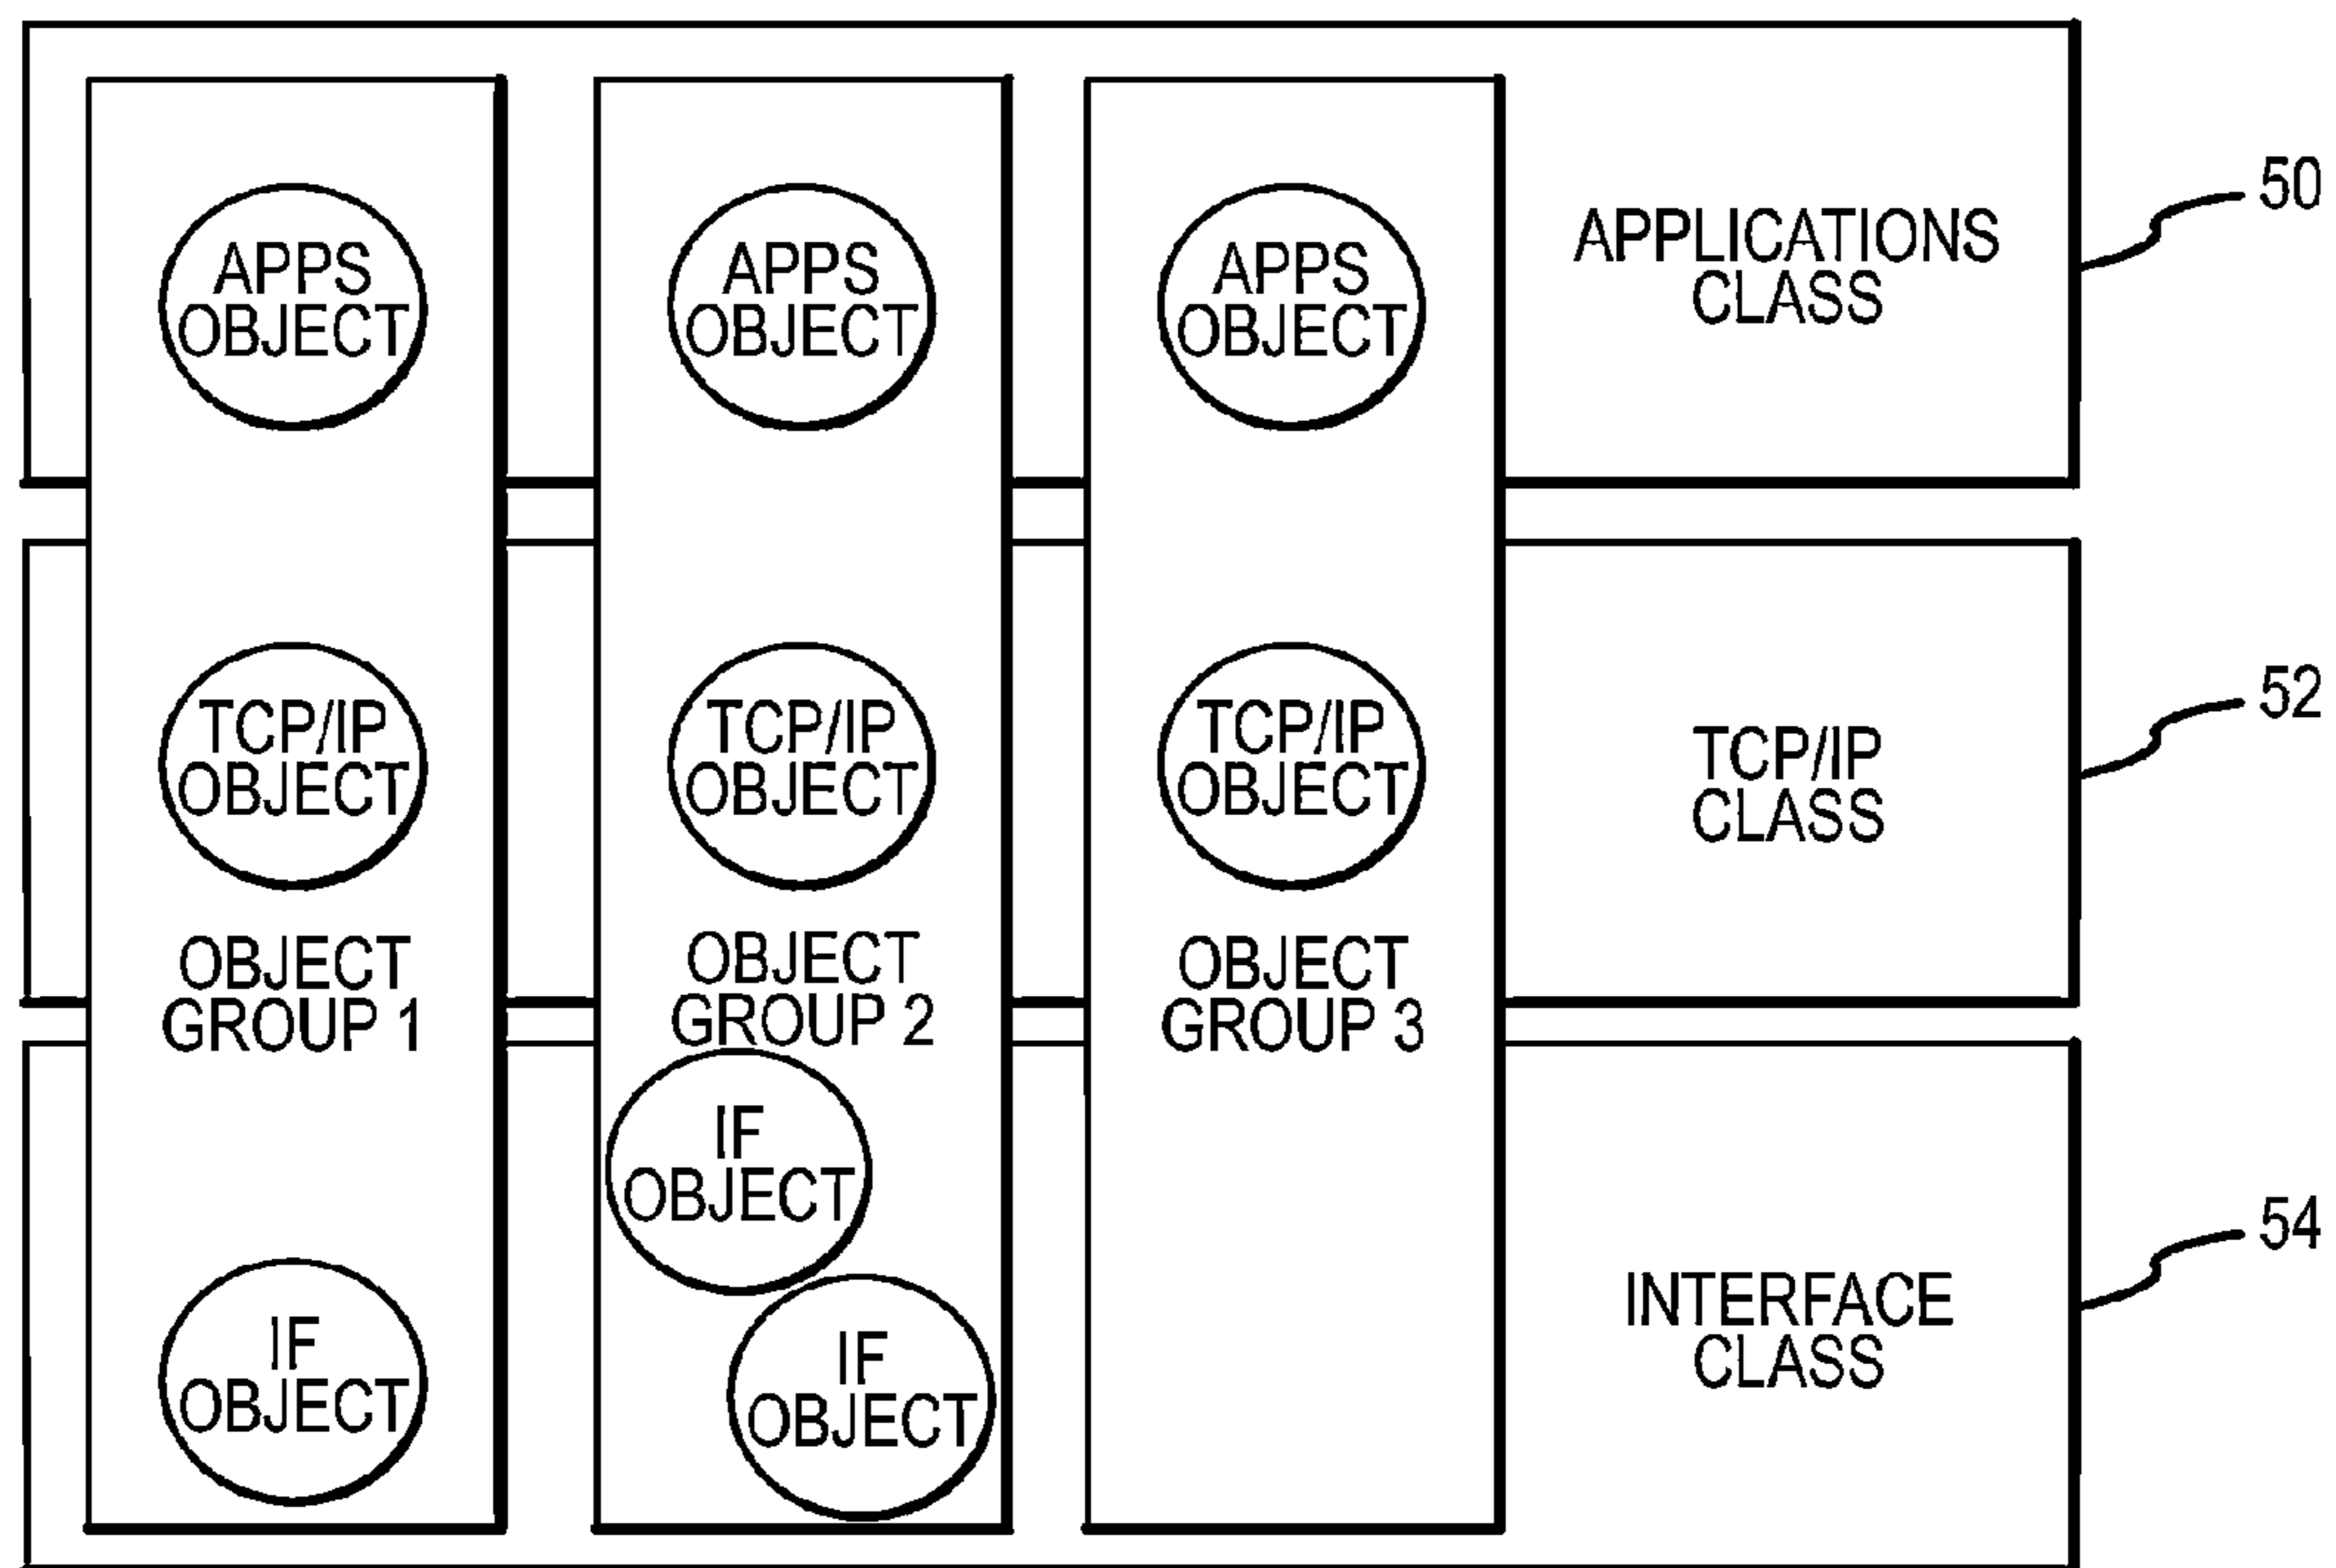 APPS
OBJECT
APPS
OBJECT
APPS
OBJECT
APPLICATIONS
CLASS
50
TCP/IP
OBJECT
TCP/IP
OBJECT
TCP/IP
OBJECT
TCP/IP
CLASS
52
OBJECT
GROUP 1
OBJECT
GROUP 2
OBJECT
GROUP 3
IF
OBJECT
IF
OBJECT
IF
OBJECT
INTERFACE
CLASS
54